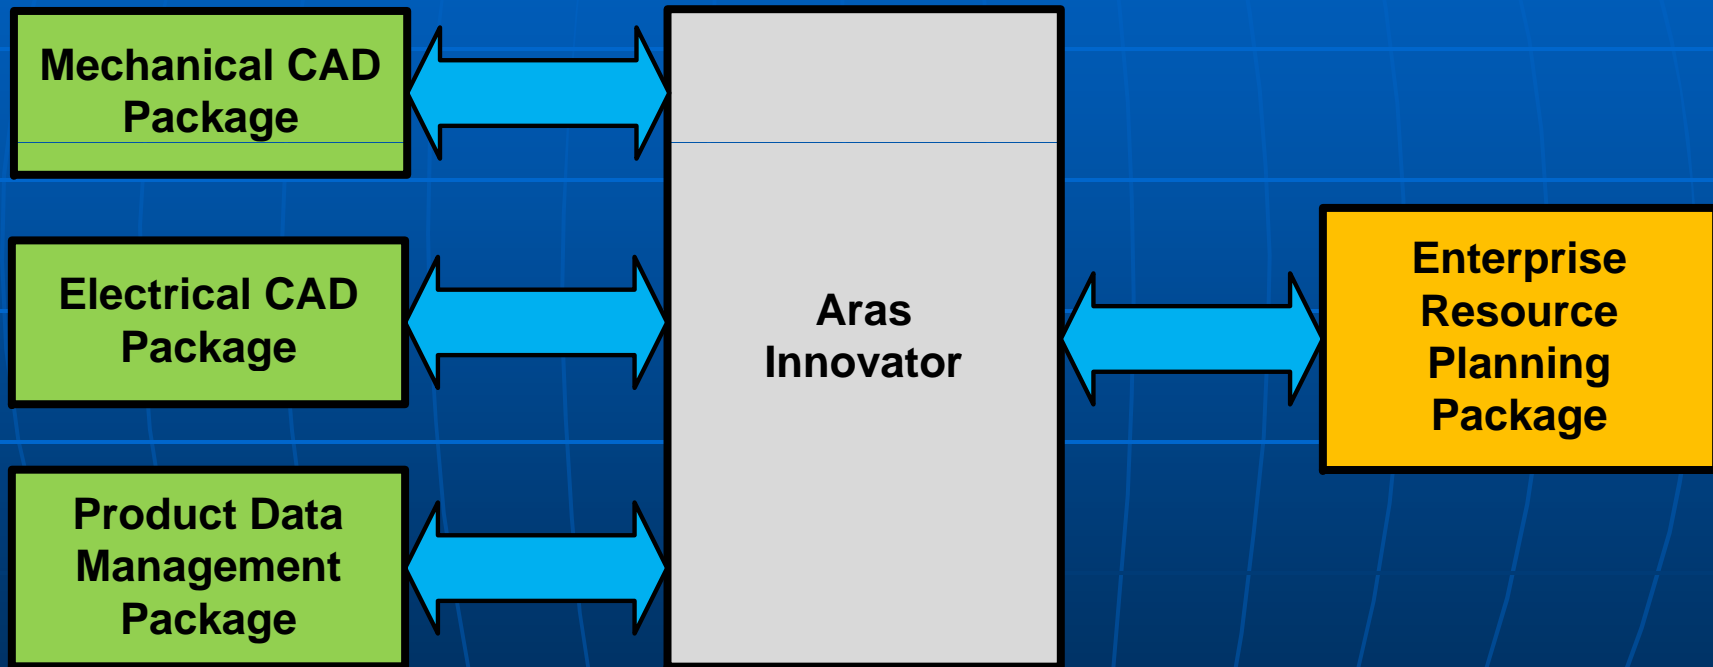 Mechanical CAD
Package
Electrical CAD
Package
Product Data
Management
Package
Aras
Innovator
Enterprise
Resource
Planning
Package